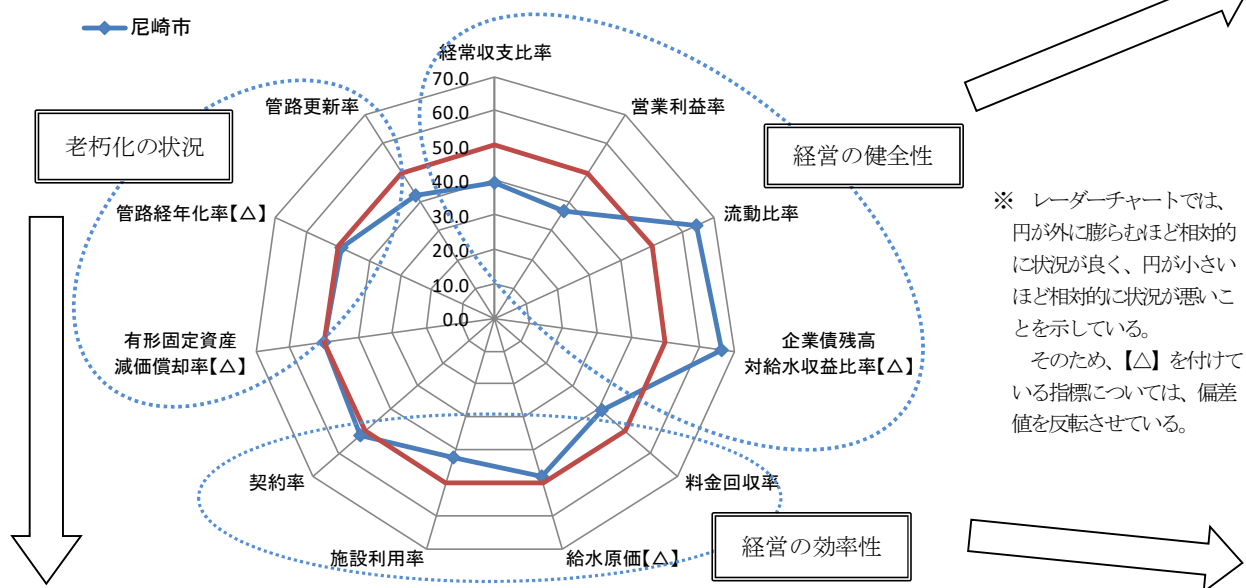 尼崎市
経常収支比率
70.0
60.0
50.0
40.0
30.0
20.0
10.0
0.0
管路更新率
営業利益率
老朽化の状況
経営の健全性
管路経年化率【△】
流動比率
有形固定資産
減価償却率【△】
企業債残高
対給水収益比率【△】
契約率
料金回収率
施設利用率
給水原価【△】
経営の効率性
※ レーダーチャートでは、
円が外に膨らむほど相対的
に状況が良く、円が小さい
ほど相対的に状況が悪いこ
とを示している。
そのため、【△】を付けて
いる指標については、偏差
値を反転させている。